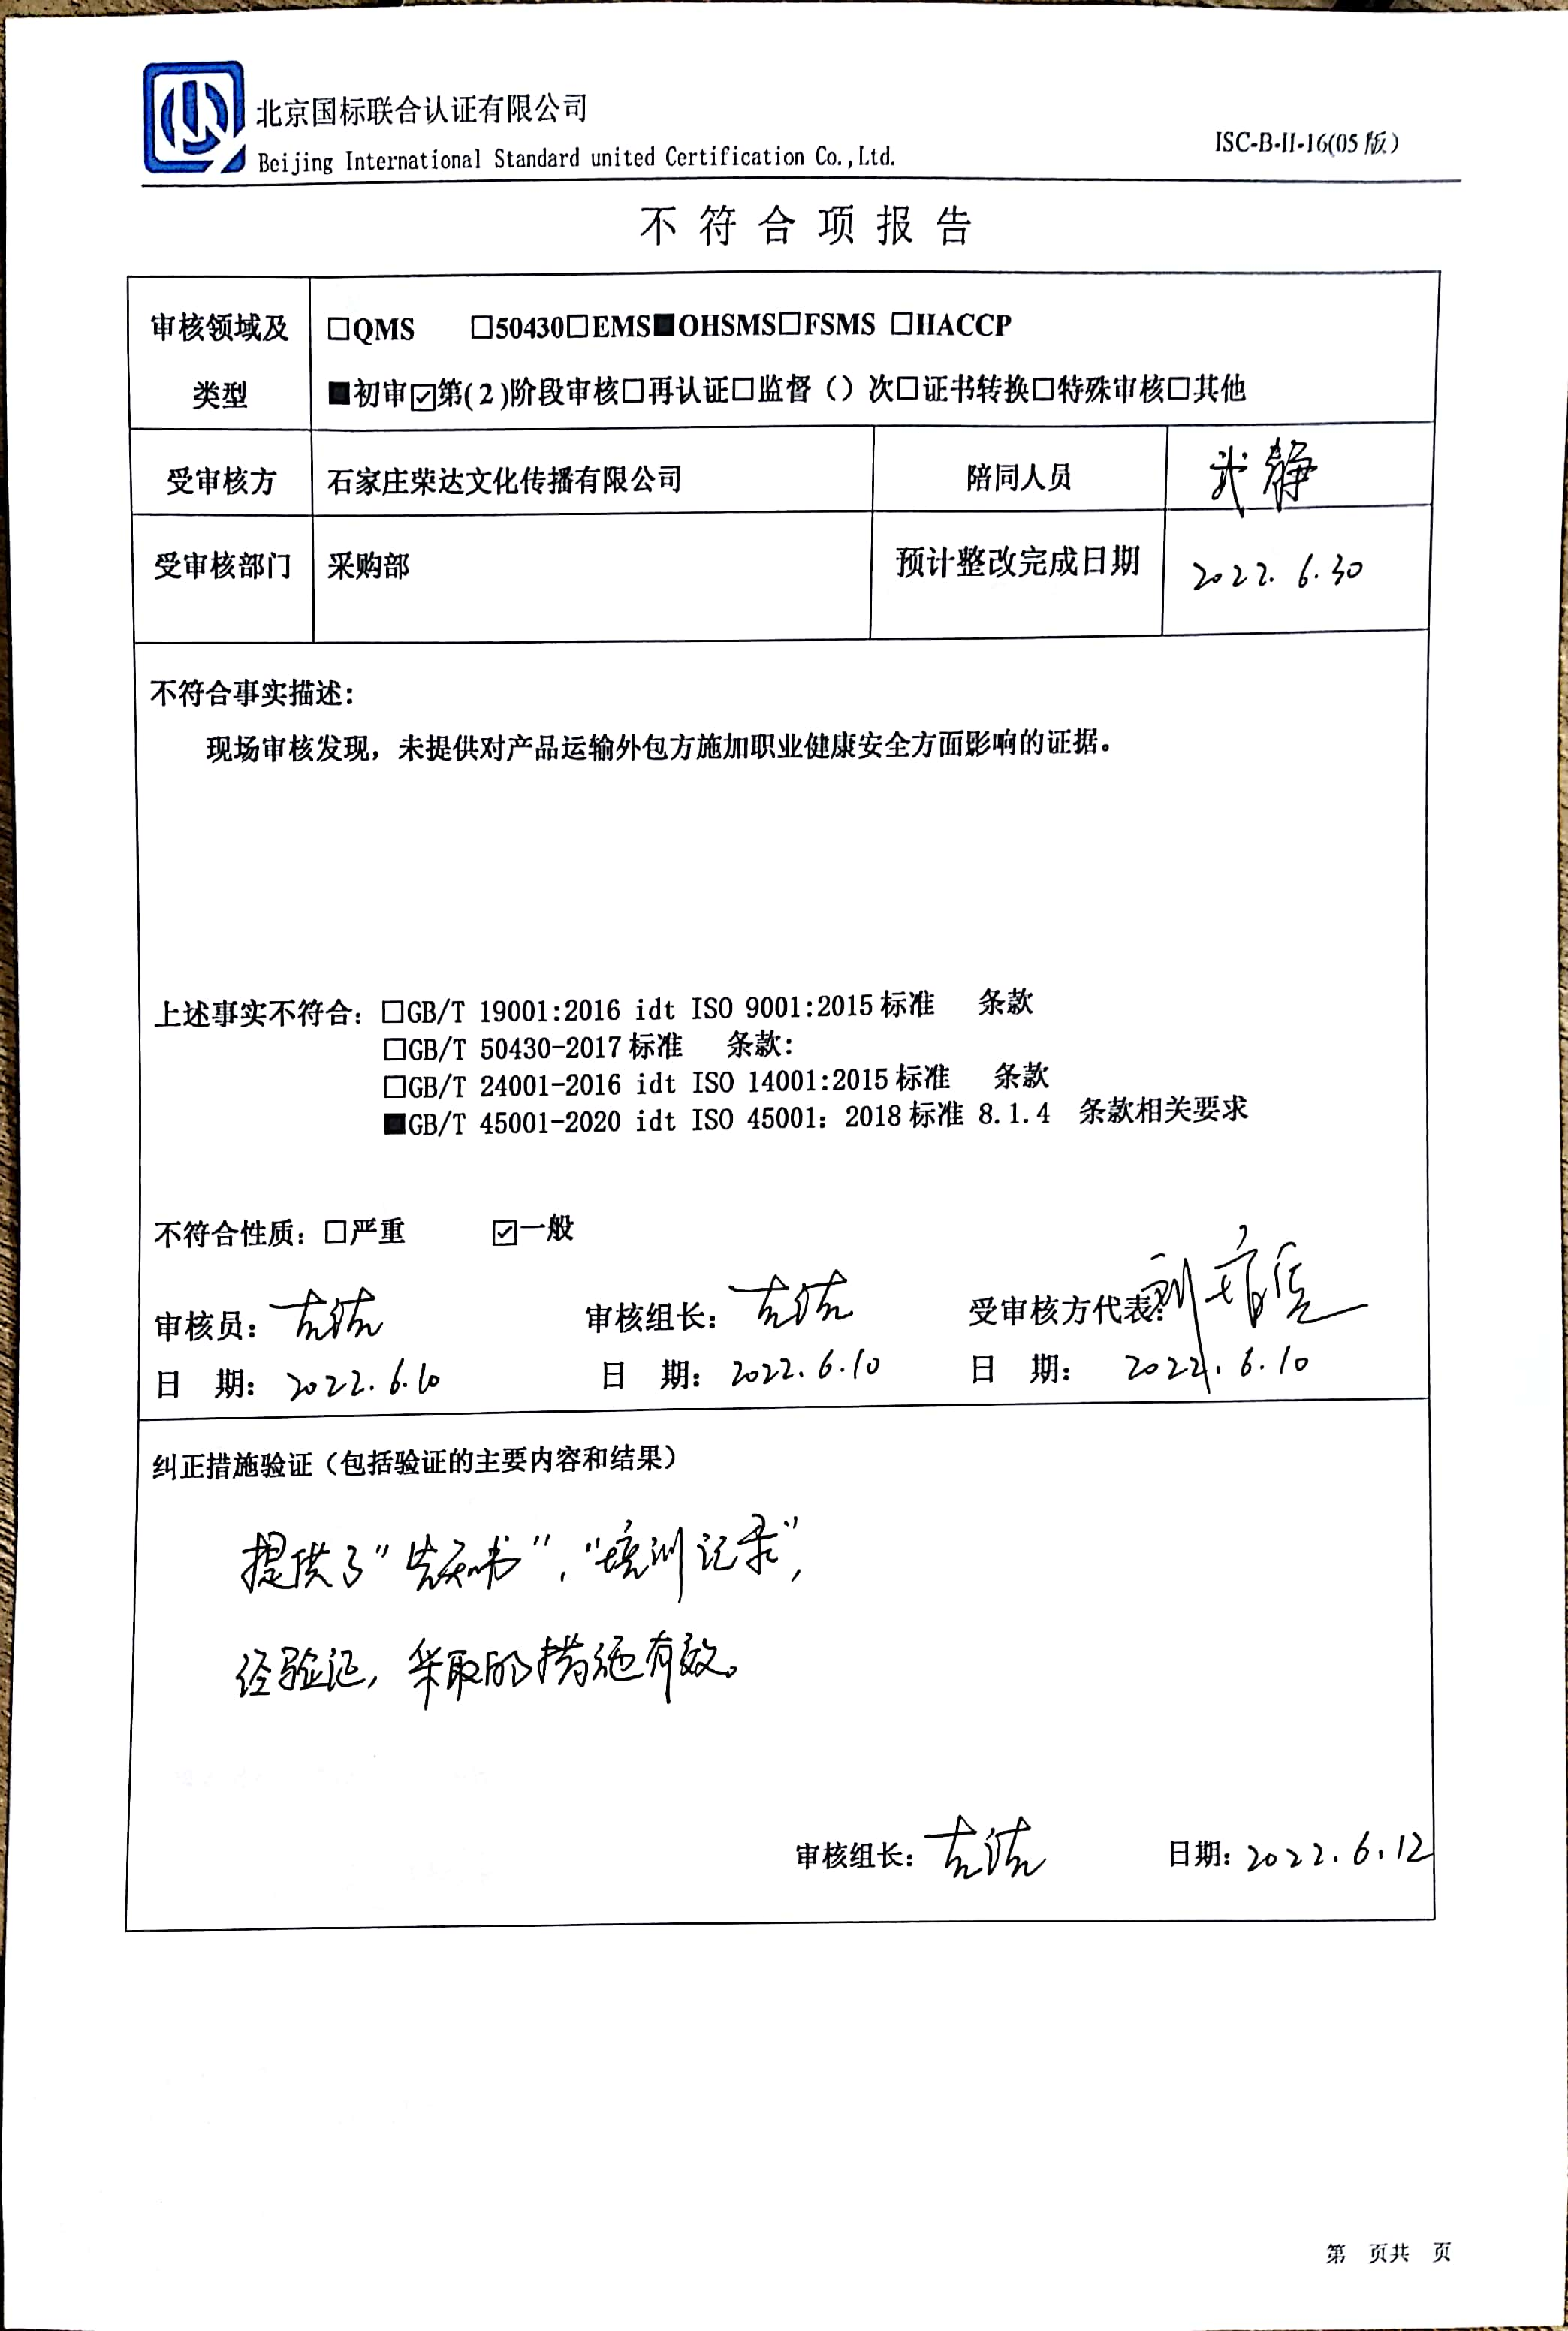 北京国标联合认证有限公司
Beijing International Standard united Certification Co.,Ltd.
ISC-B-II-16(05版)
不符合项报告
审核领域及类型
□QMS □50430□EMS■OHSMS□FSMS □HACCP
■初审☑第(2)阶段审核□再认证□监督（）次□证书转换□特殊审核□其他
受审核方 石家庄荣达文化传播有限公司 陪同人员 武静
受审核部门 采购部 预计整改完成日期 2022.6.30
不符合事实描述：
现场审核发现，未提供对产品运输外包方施加职业健康安全方面影响的证据。
上述事实不符合：□GB/T 19001:2016 idt ISO 9001:2015标准 条款
□GB/T 50430-2017标准 条款：
□GB/T 24001-2016 idt ISO 14001:2015标准 条款
■GB/T 45001-2020 idt ISO 45001：2018标准 8.1.4 条款相关要求
不符合性质：□严重 ☑一般
审核员： 审核组长： 受审核方代表：
日 期：2022.6.10 日 期：2022.6.10 日 期：2022.6.10
纠正措施验证（包括验证的主要内容和结果）
提供了"告知书"，"培训记录"，
经验证，采取的措施有效。
审核组长： 日期：2022.6.12
第 页共 页